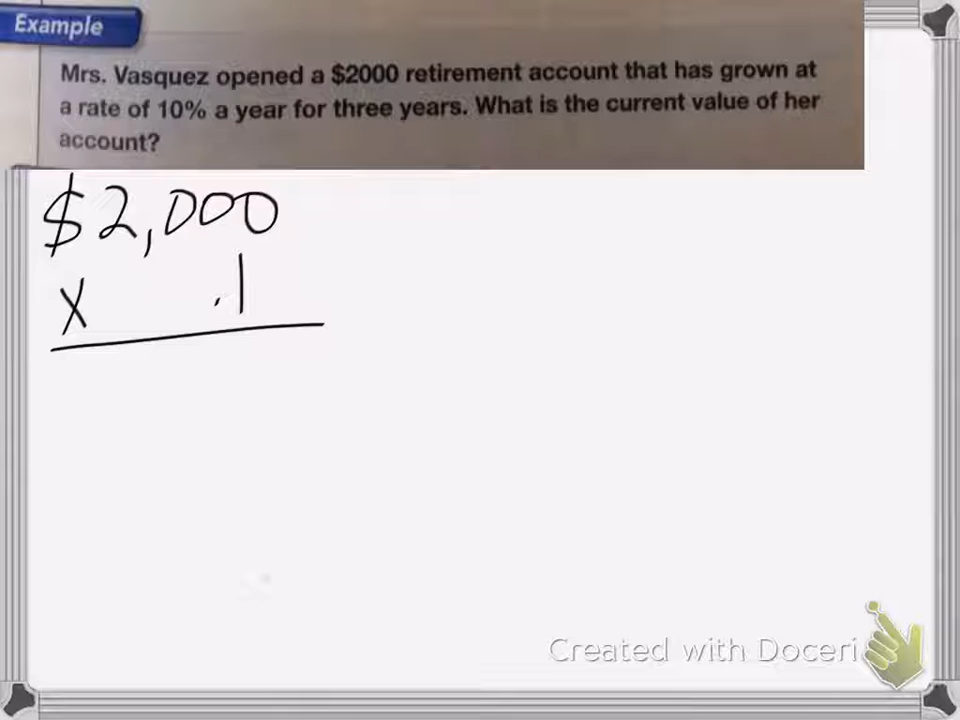 Example
Mrs. Vasquez opened a $2000 retirement account that has grown at
a rate of 10% a year for three years. What is the current value of her
account?
$2,000
x .1
Created with Doceri